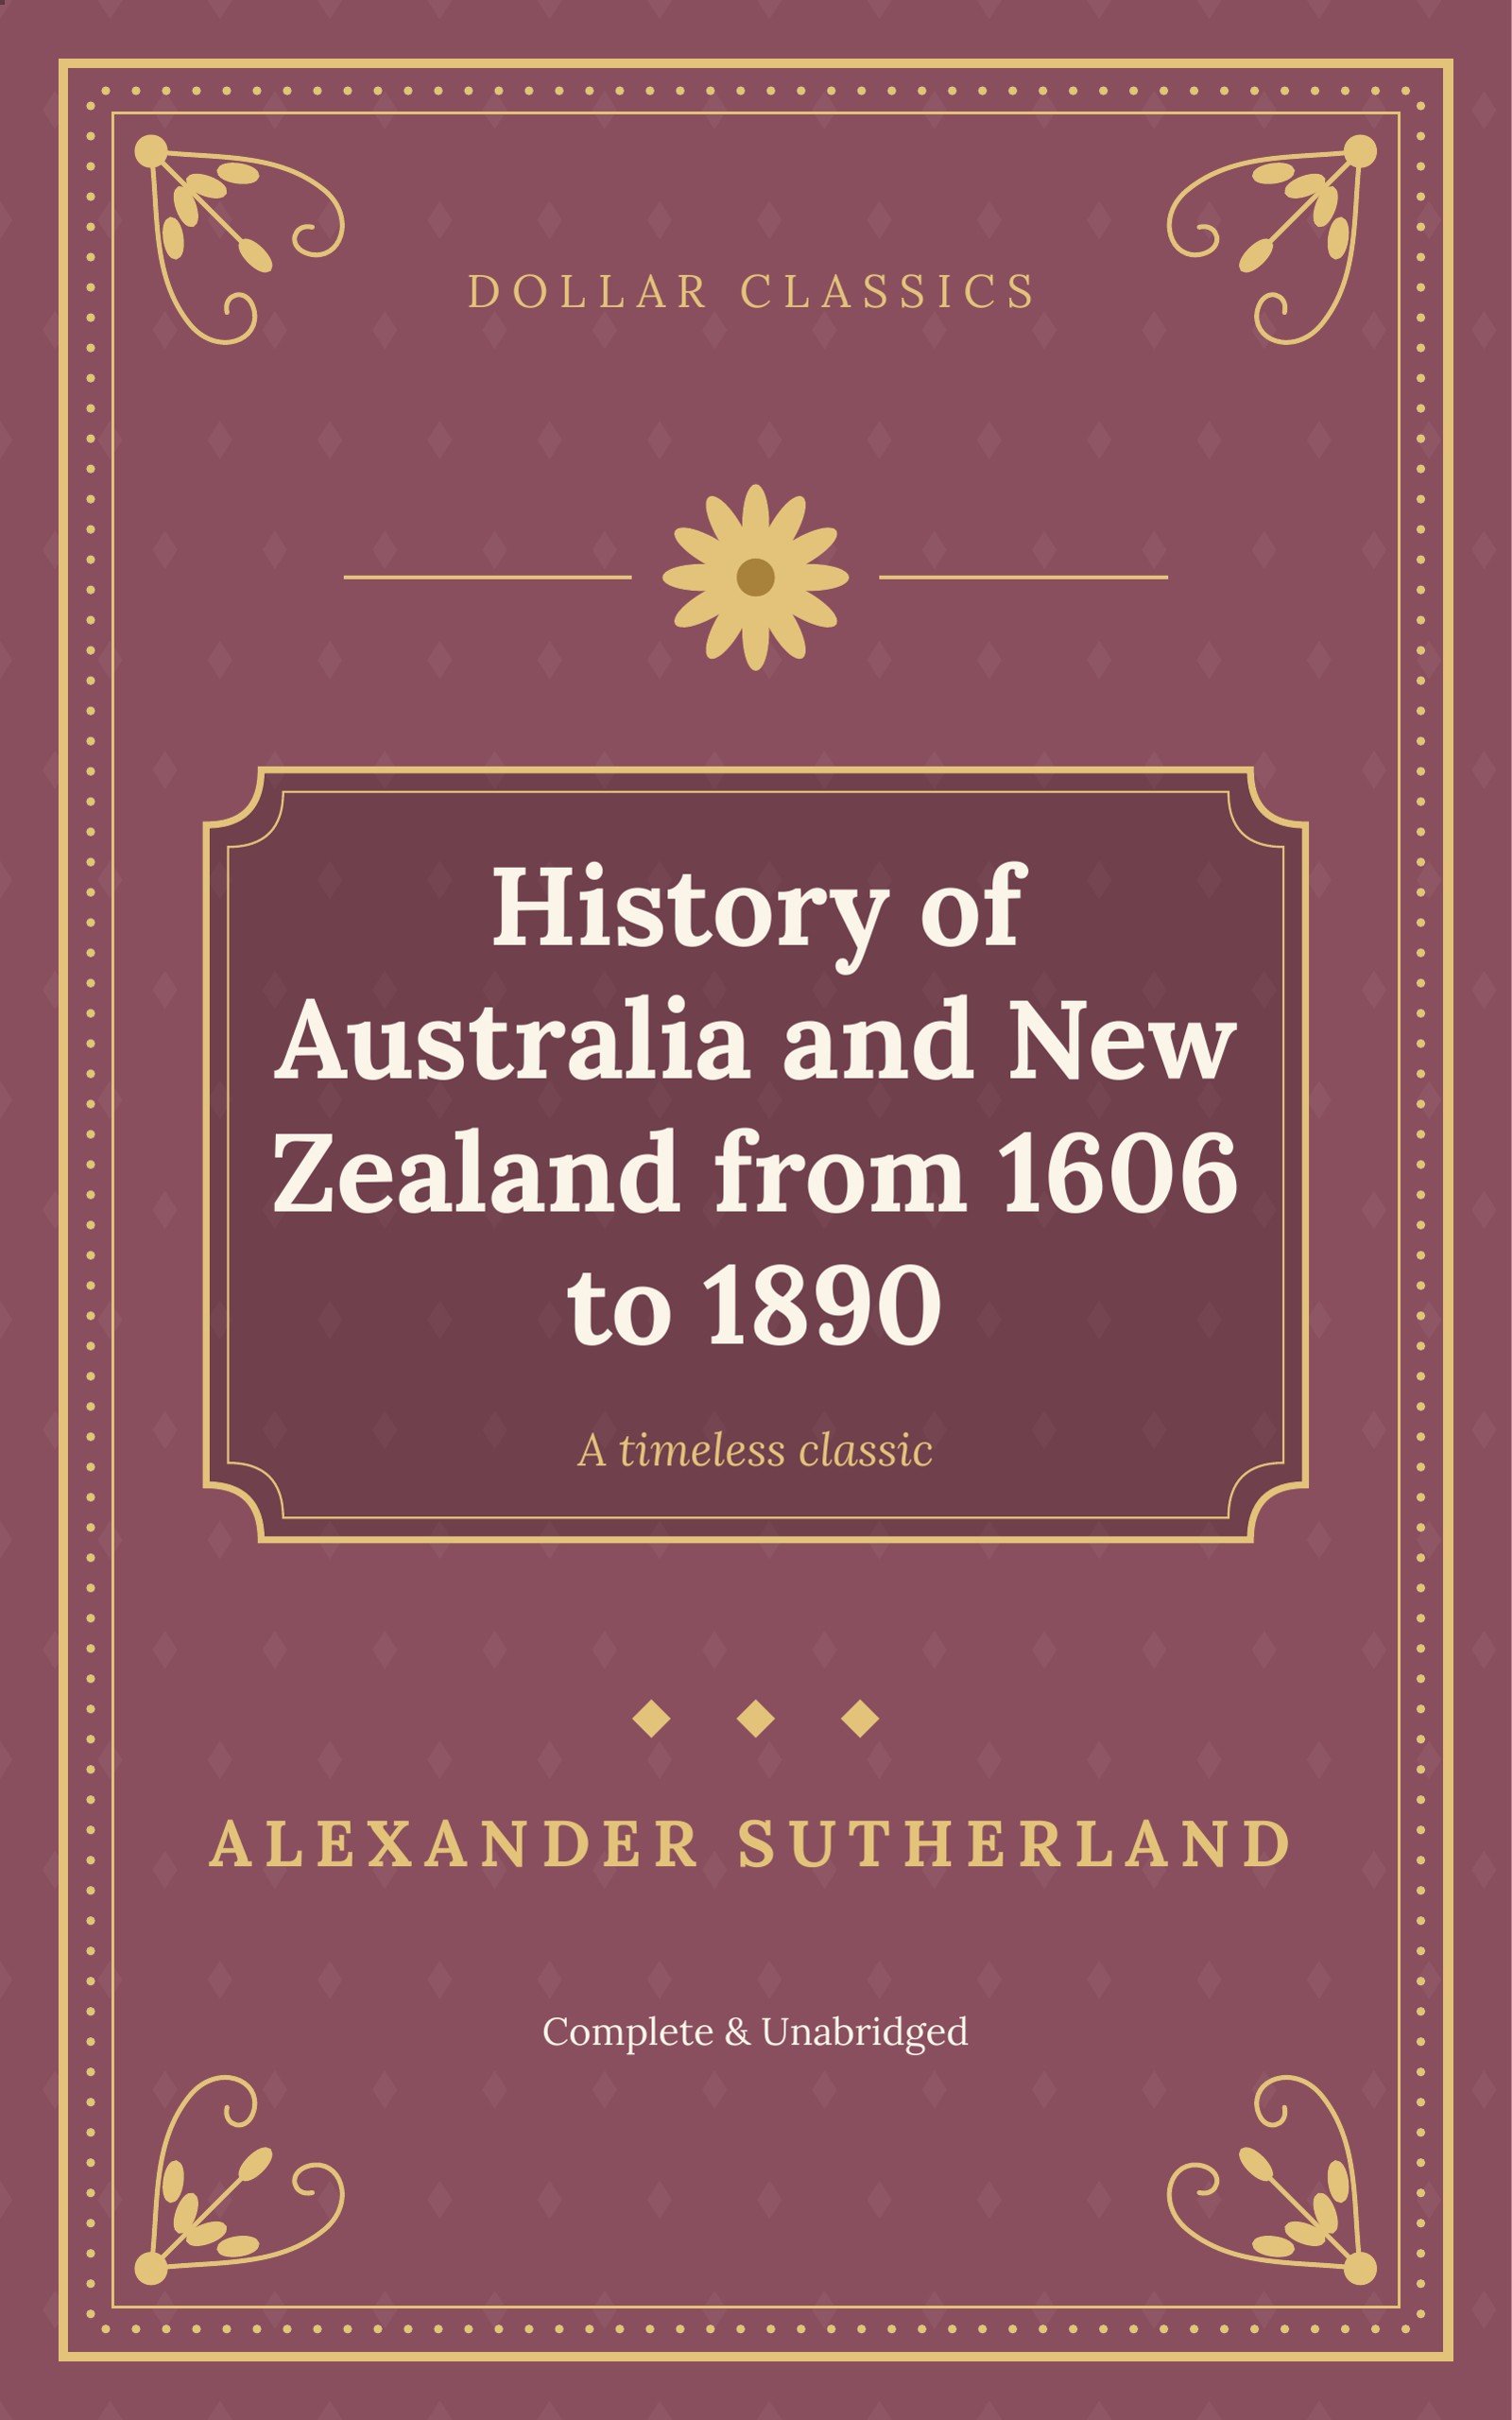 DOLLAR CLASSICS
History of
Australia and New
Zealand from 1606
to 1890
A timeless classic
ALEXANDER SUTHERLAND
Complete & Unabridged